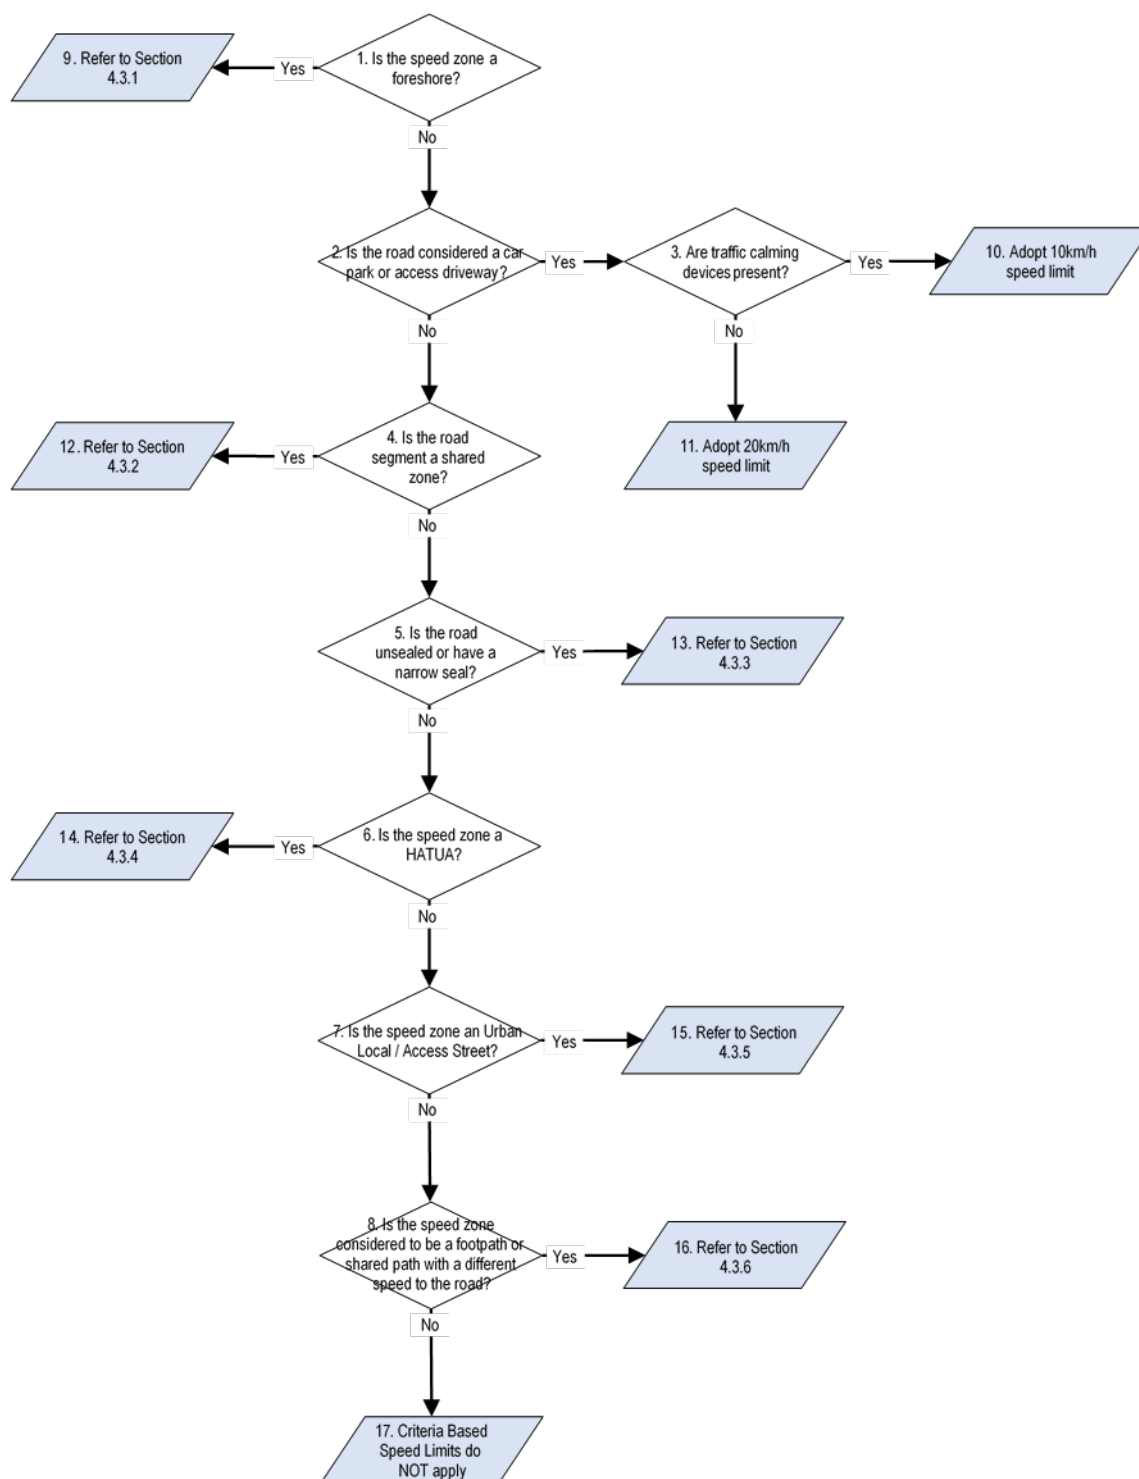 9. Refer to Section
4.3.1
Yes
1. Is the speed zone a
foreshore?
No
2. Is the road considered a car
park or access driveway?
Yes
3. Are traffic calming
devices present?
Yes
10. Adopt 10km/h
speed limit
No
No
11. Adopt 20km/h
speed limit
12. Refer to Section
4.3.2
Yes
4. Is the road
segment a shared
zone?
No
5. Is the road
unsealed or have a
narrow seal?
Yes
13. Refer to Section
4.3.3
No
14. Refer to Section
4.3.4
Yes
6. Is the speed zone a
HATUA?
No
7. Is the speed zone an Urban
Local / Access Street?
Yes
15. Refer to Section
4.3.5
No
8. Is the speed zone
considered to be a footpath or
shared path with a different
speed to the road?
Yes
16. Refer to Section
4.3.6
No
17. Criteria Based
Speed Limits do
NOT apply